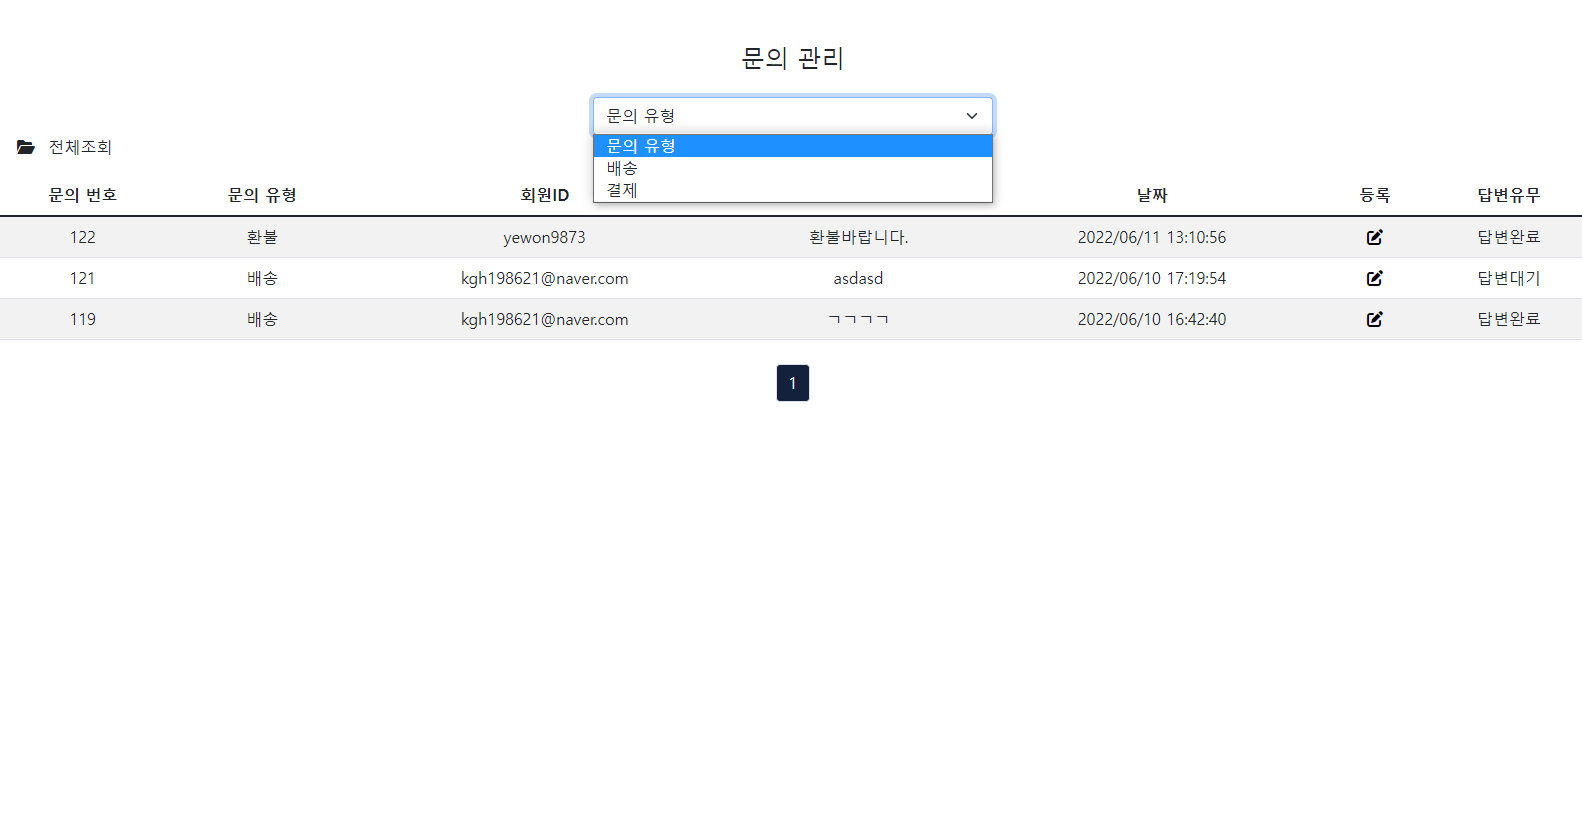 문의 관리
문의 유형
문의 유형
배송
결제
전체조회
문의 번호 문의 유형 회원ID 날짜 등록 답변유무
122 환불 yewon9873 환불바랍니다. 2022/06/11 13:10:56 답변완료
121 배송 kgh198621@naver.com asdasd 2022/06/10 17:19:54 답변대기
119 배송 kgh198621@naver.com ㄱㄱㄱㄱ 2022/06/10 16:42:40 답변완료
1